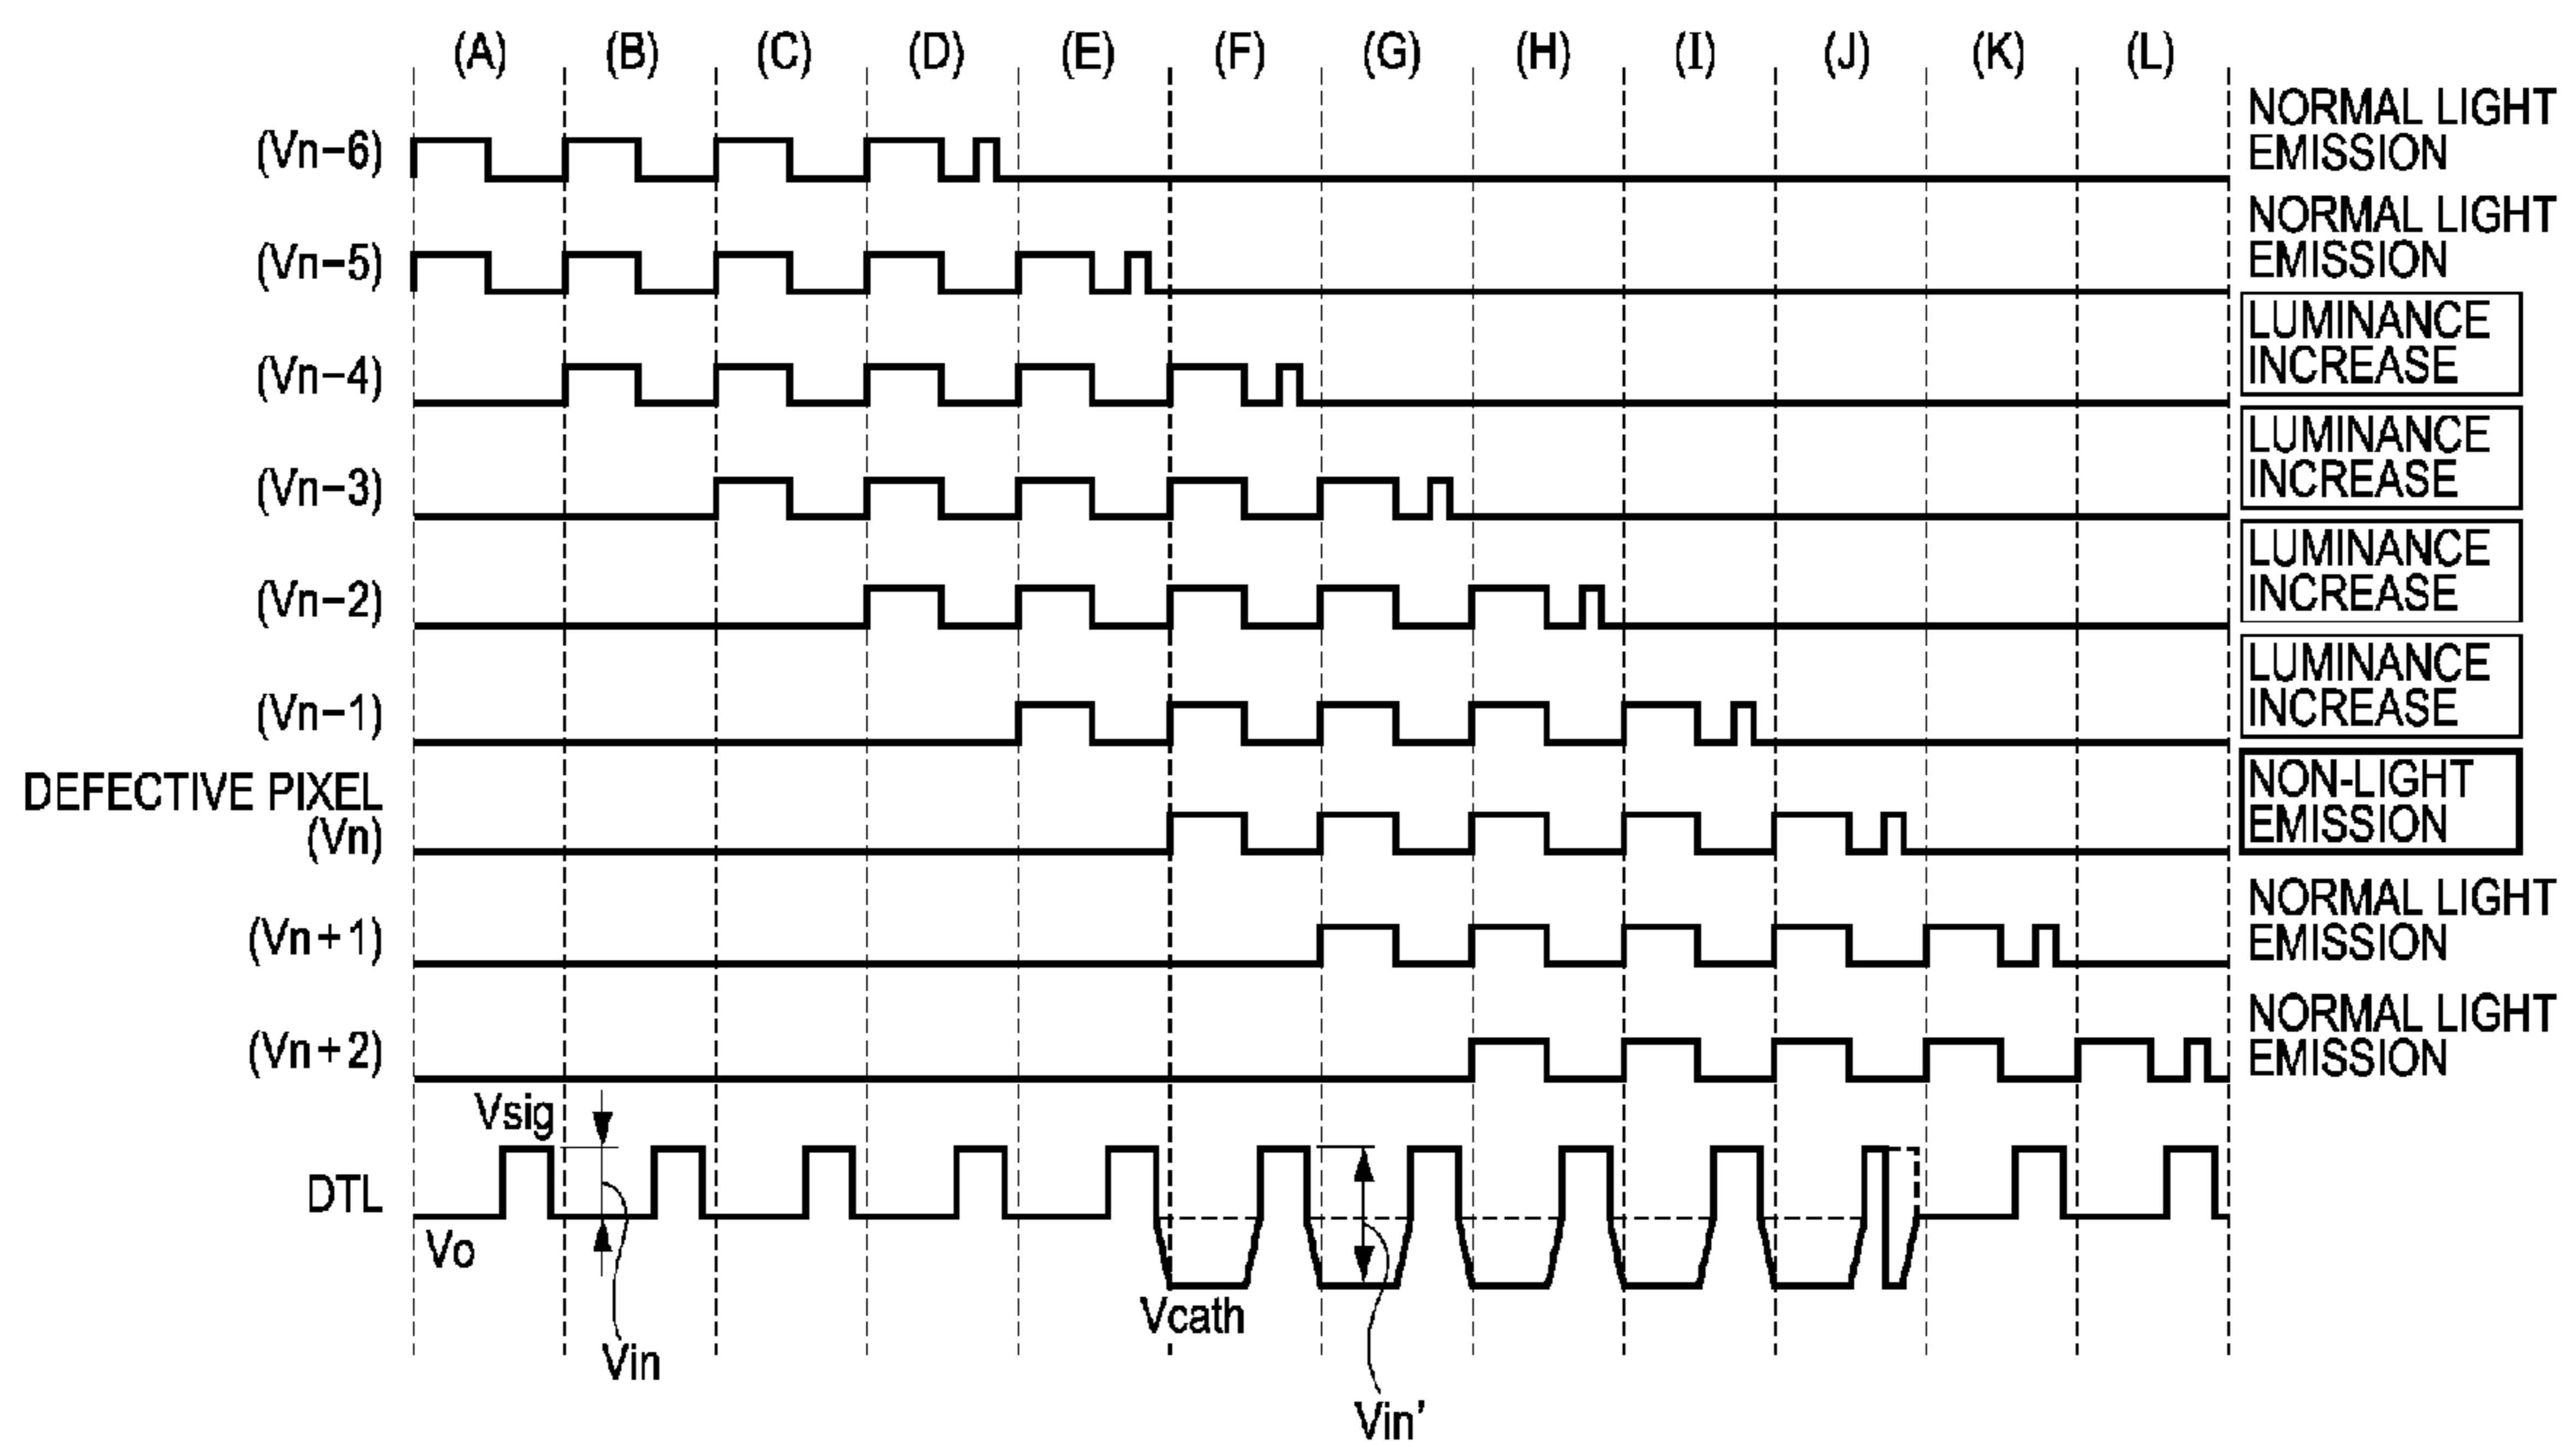 (A) (B) (C) (D) (E) (F) (G) (H) (I) (J) (K) (L)
(Vn-6)
NORMAL LIGHT
EMISSION
(Vn-5)
NORMAL LIGHT
EMISSION
(Vn-4)
LUMINANCE
INCREASE
(Vn-3)
LUMINANCE
INCREASE
(Vn-2)
LUMINANCE
INCREASE
(Vn-1)
LUMINANCE
INCREASE
DEFECTIVE PIXEL
(Vn)
NON-LIGHT
EMISSION
(Vn+1)
NORMAL LIGHT
EMISSION
(Vn+2)
NORMAL LIGHT
EMISSION
Vsig
DTL
Vo
Vcath
Vin
Vin'